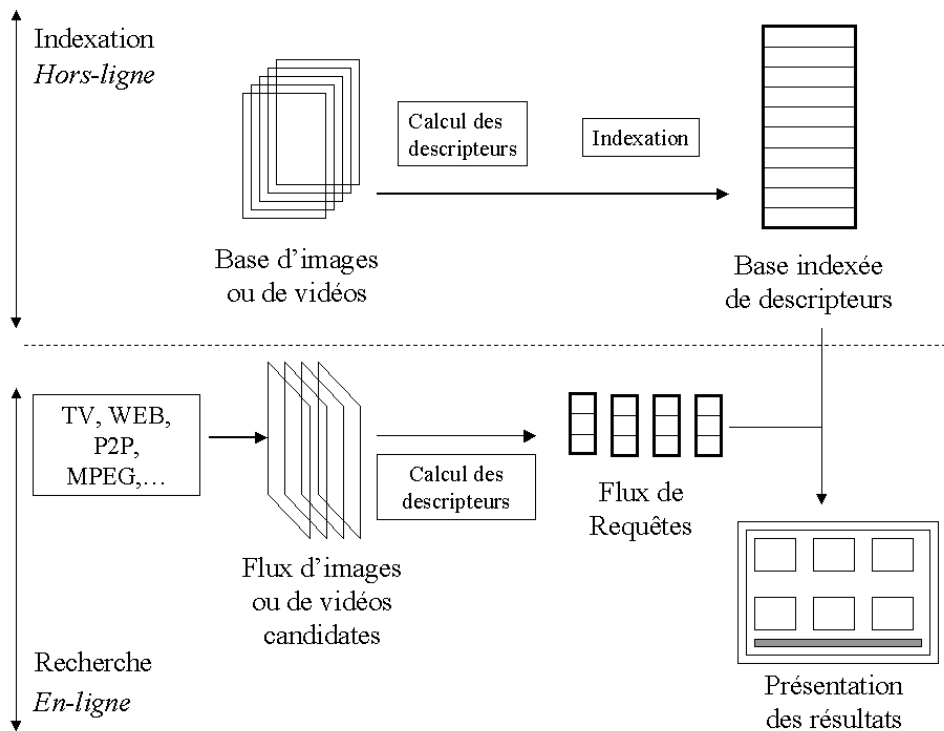 Indexation
Hors-ligne
Calcul des
descripteurs
Indexation
Base d'images
ou de vidéos
Base indexée
de descripteurs
TV, WEB,
P2P,
MPEG,…
Calcul des
descripteurs
Flux de
Requêtes
Flux d'images
ou de vidéos
candidates
Recherche
En-ligne
Présentation
des résultats